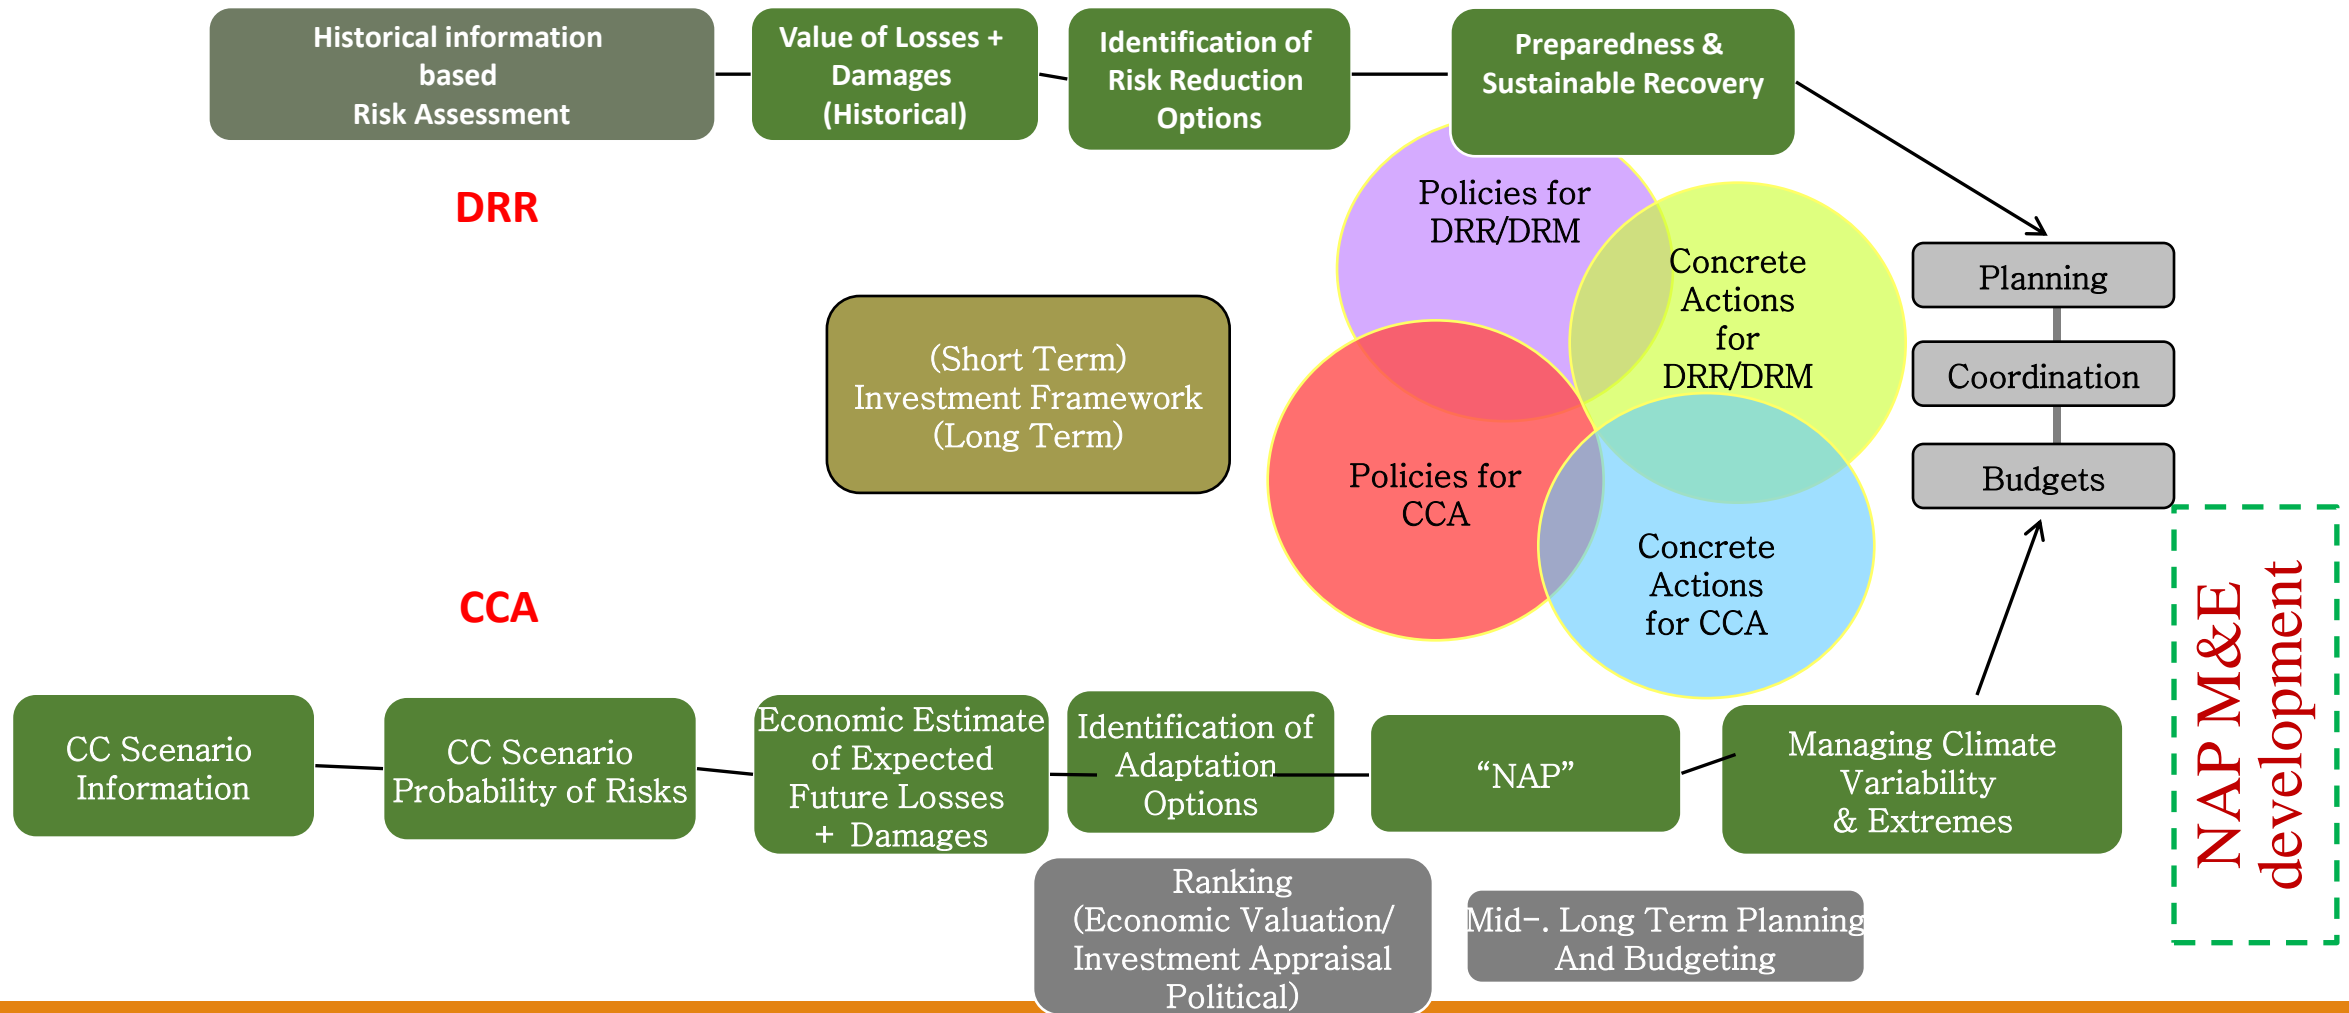 Historical information
based
Risk Assessment
Value of Losses +
Damages
(Historical)
Identification of
Risk Reduction
Options
Preparedness &
Sustainable Recovery
DRR
Policies for
DRR/DRM
Concrete
Actions
for
DRR/DRM
Planning
Coordination
Budgets
(Short Term)
Investment Framework
(Long Term)
Policies for
CCA
Concrete
Actions
for CCA
CCA
NAP M&E
development
CC Scenario
Information
CC Scenario
Probability of Risks
Economic Estimate
of Expected
Future Losses
+ Damages
Identification of
Adaptation
Options
“NAP”
Managing Climate
Variability
& Extremes
Ranking
(Economic Valuation/
Investment Appraisal
Political)
Mid-. Long Term Planning
And Budgeting